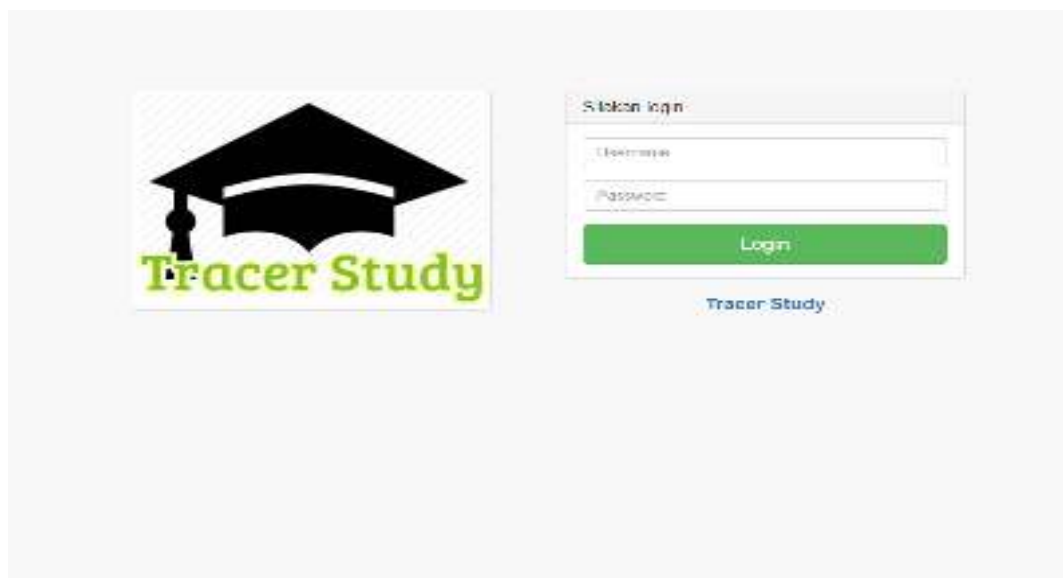 Tracer Study
Silakan login
Username
Password
Login
Tracer Study